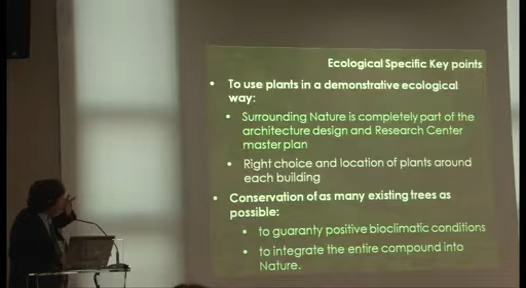 Ecological Specific Key points
• To use plants in a demonstrative ecological
way:
• Surrounding Nature is completely part of the
architecture design and Research Center
master plan
• Right choice and location of plants around
each building
• Conservation of as many existing trees as
possible:
• to guaranty positive bioclimatic conditions
• to integrate the entire compound into
Nature.